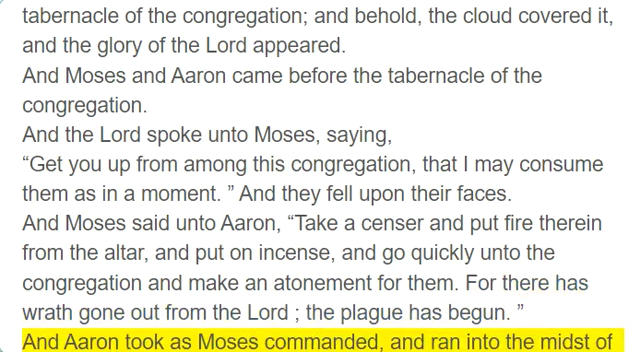 tabernacle of the congregation; and behold, the cloud covered it,
and the glory of the Lord appeared.
And Moses and Aaron came before the tabernacle of the
congregation.
And the Lord spoke unto Moses, saying,
“Get you up from among this congregation, that I may consume
them as in a moment. ” And they fell upon their faces.
And Moses said unto Aaron, “Take a censer and put fire therein
from the altar, and put on incense, and go quickly unto the
congregation and make an atonement for them. For there has
wrath gone out from the Lord ; the plague has begun. ”
And Aaron took as Moses commanded, and ran into the midst of